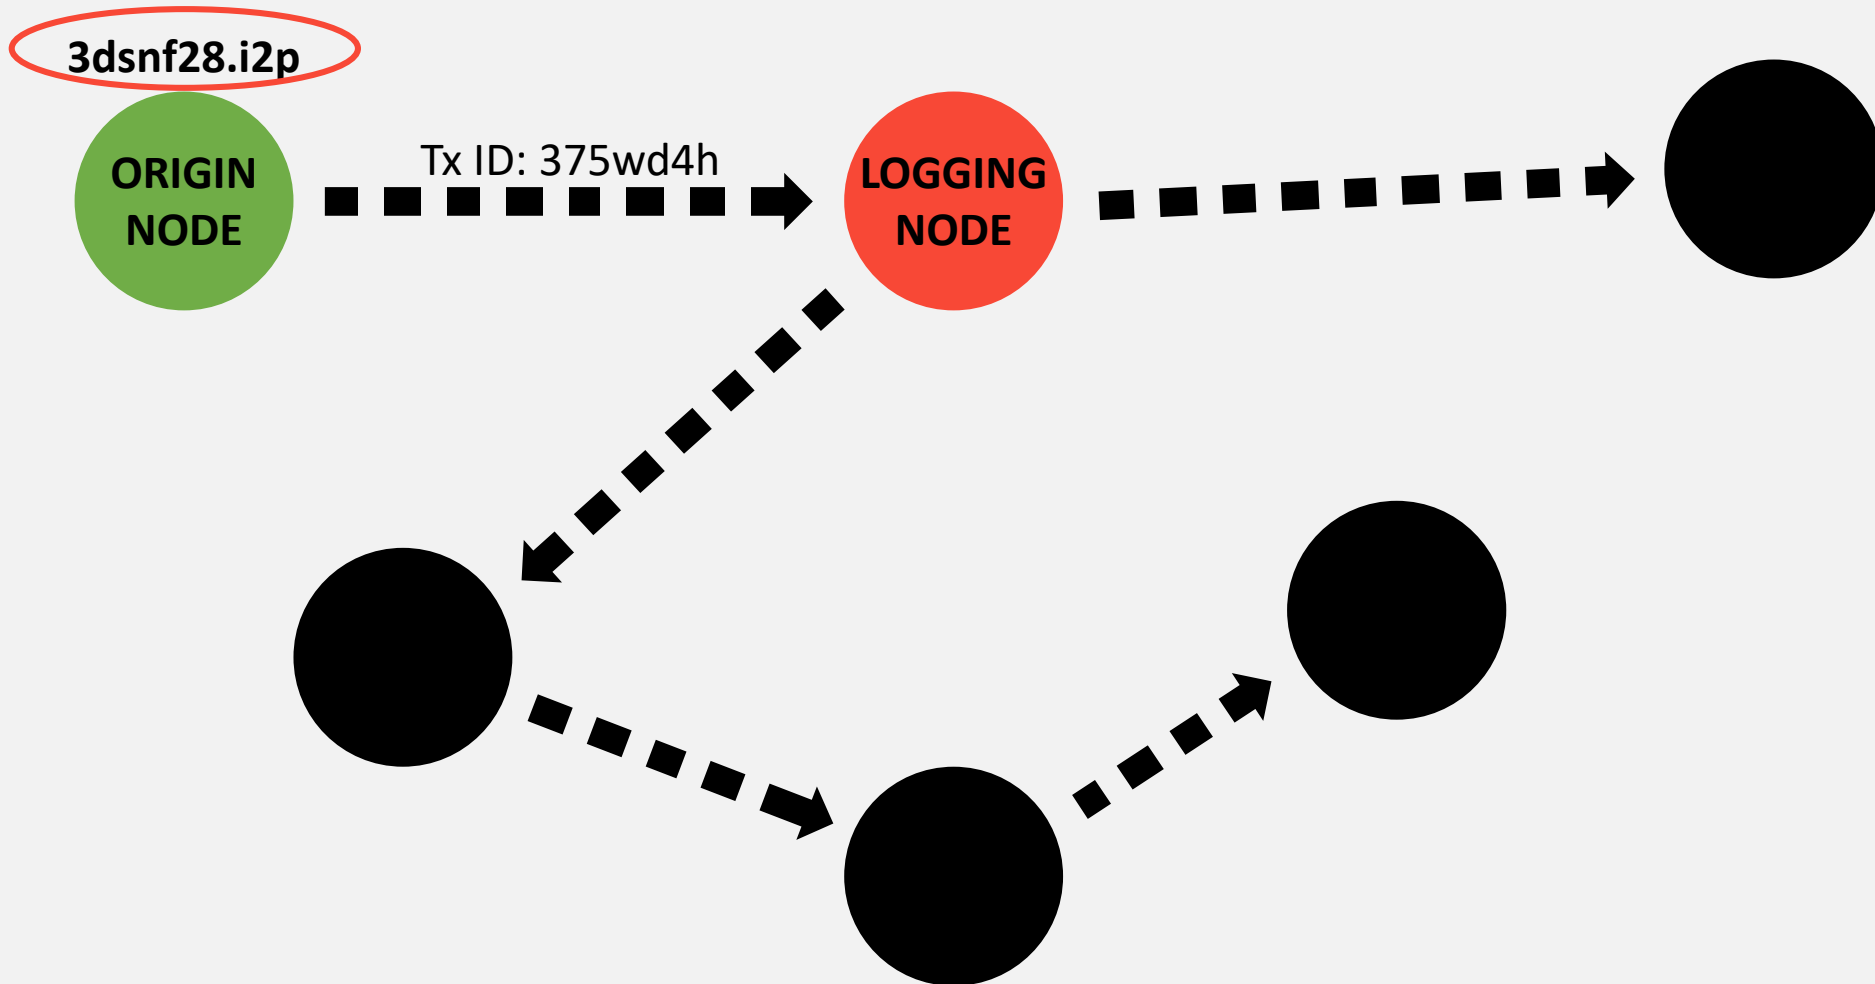 3dsnf28.i2p
ORIGIN
NODE
Tx ID: 375wd4h
LOGGING
NODE